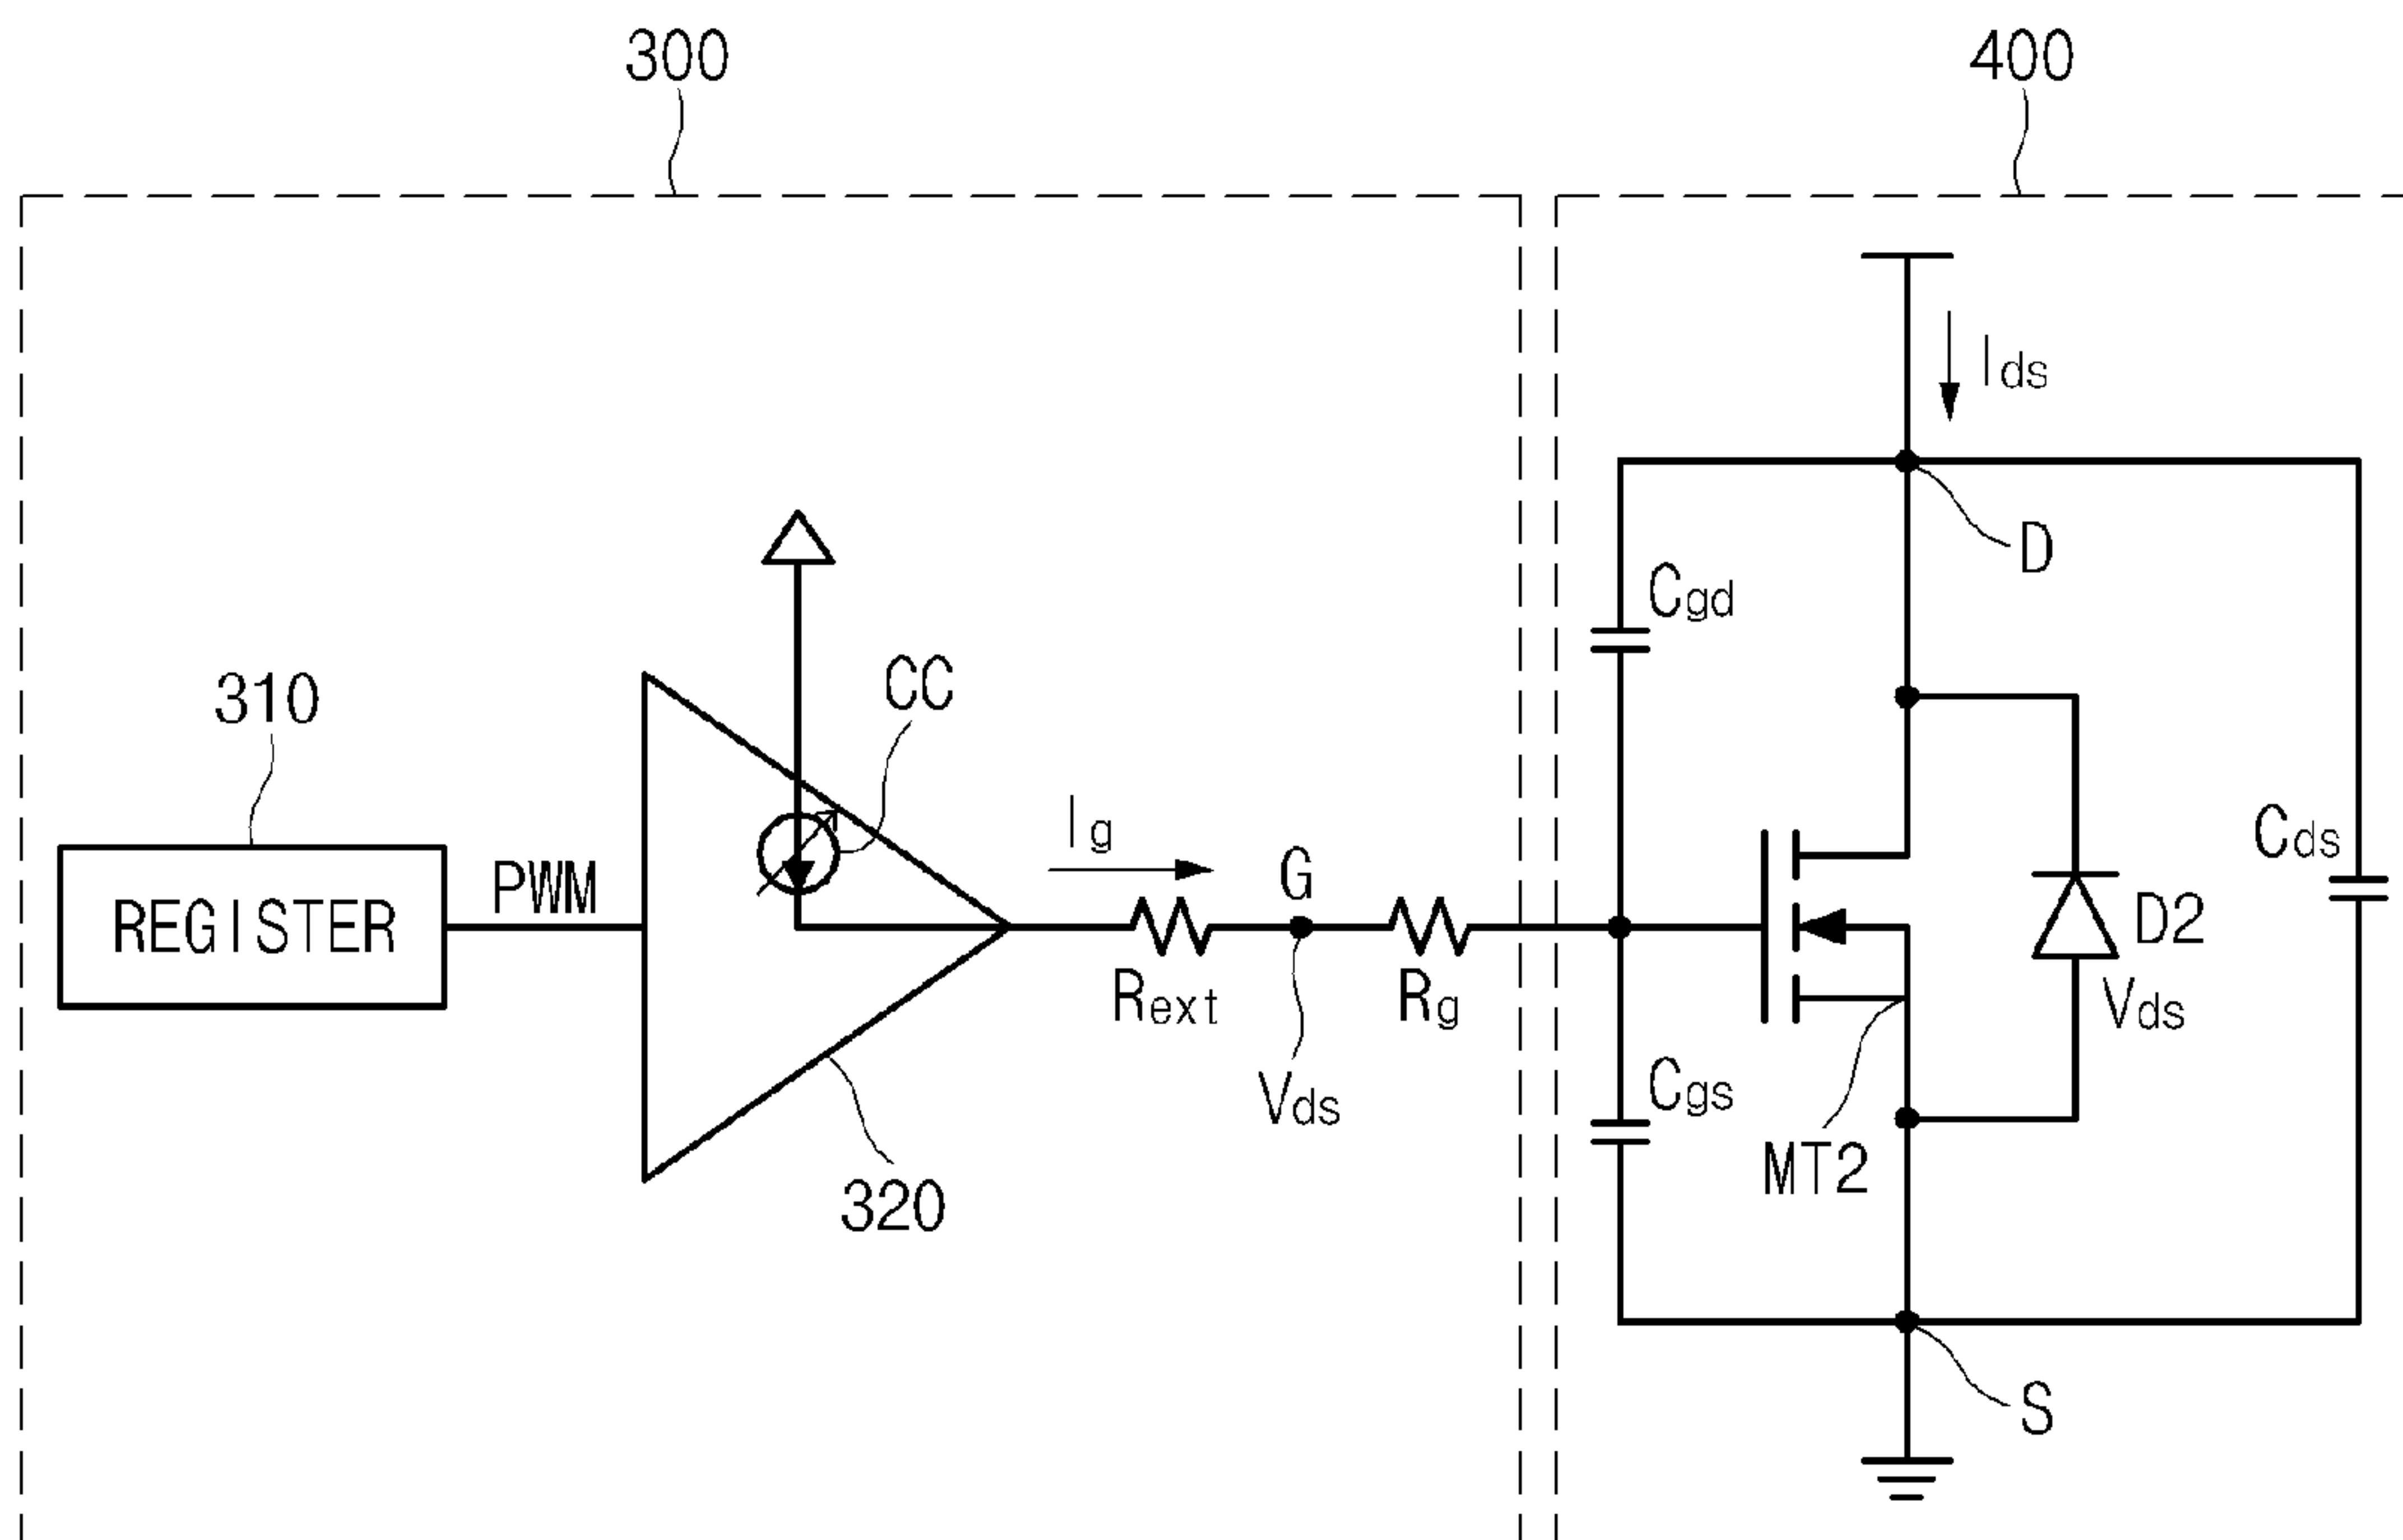 300
400
Ids
D
Cgd
310
CC
REGISTER
PWM
Ig
G
Rext
Rg
Vds
320
Cgs
MT2
D2
Vds
Cds
S